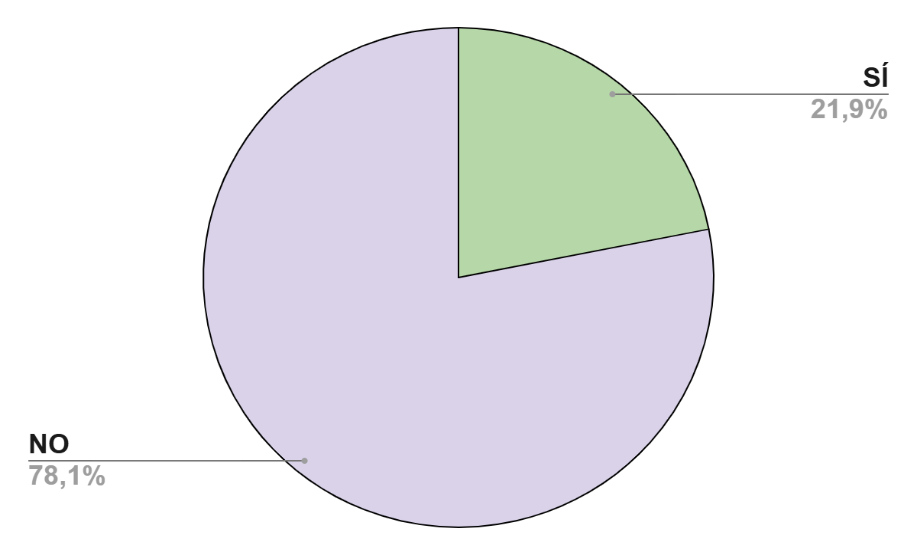 SÍ
21,9%
NO
78,1%